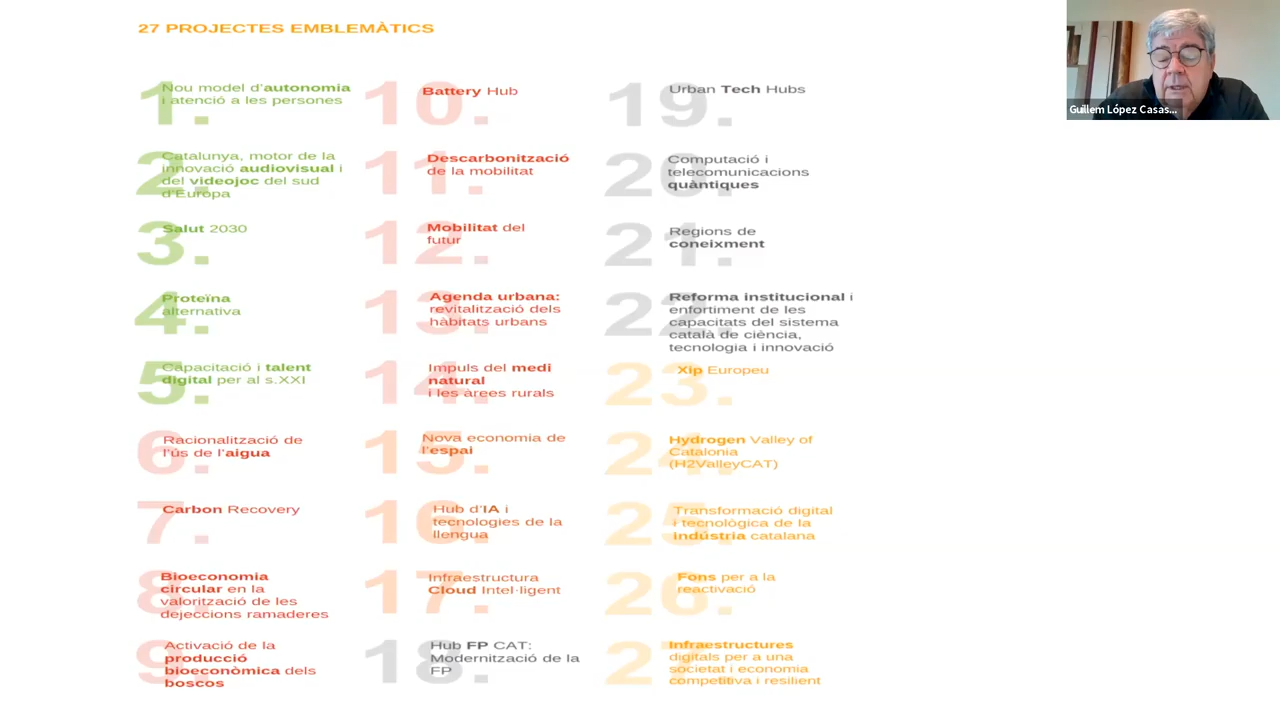 27 PROJECTES EMBLEMÀTICS
1.
Nou model d'autonomia
i atenció a les persones
2.
Catalunya, motor de la
innovació audiovisual i
del videojoc del sud
d'Europa
3.
Salut 2030
4.
Proteïna
alternativa
5.
Capacitació i talent
digital per al s.XXI
6.
Racionalització de
l'ús de l'aigua
7.
Carbon Recovery
8.
Bioeconomia
circular en la
valorització de les
dejeccions ramaderes
9.
Activació de la
producció
bioeconòmica dels
boscos
10.
Battery Hub
11.
Descarbonització
de la mobilitat
12.
Mobilitat del
futur
13.
Agenda urbana:
revitalització dels
hàbitats urbans
14.
Impuls del medi
natural
i les àrees rurals
15.
Nova economia de
l'espai
16.
Hub d'IA i
tecnologies de la
llengua
17.
Infraestructura
Cloud Intel·ligent
18.
Hub FP CAT:
Modernització de la
FP
19.
Urban Tech Hubs
20.
Computació i
telecomunicacions
quàntiques
21.
Regions de
coneixment
22.
Reforma institucional i
enfortiment de les
capacitats del sistema
català de ciència,
tecnologia i innovació
23.
Xip Europeu
24.
Hydrogen Valley of
Catalonia
(H2ValleyCAT)
25.
Transformació digital
i tecnològica de la
indústria catalana
26.
Fons per a la
reactivació
27.
Infraestructures
digitals per a una
societat i economia
competitiva i resilient
Guillem López Casas...